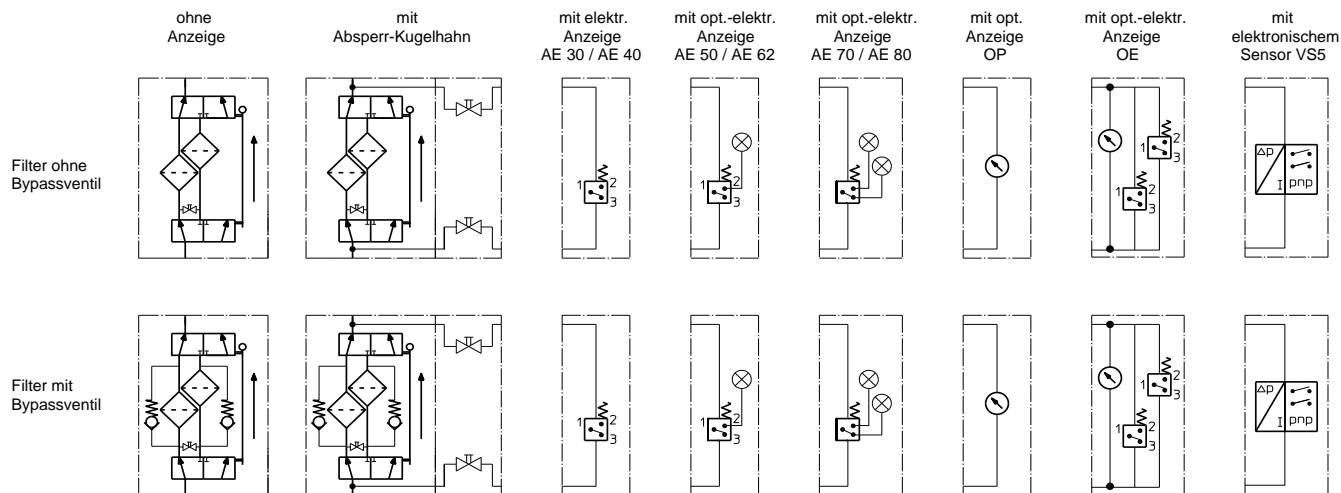 ohne
Anzeige
mit
Absperr-Kugelhahn
mit elektr.
Anzeige
AE 30 / AE 40
mit opt.-elektr.
Anzeige
AE 50 / AE 62
mit opt.-elektr.
Anzeige
AE 70 / AE 80
mit opt.
Anzeige
OP
mit opt.-elektr.
Anzeige
OE
mit
elektronischem
Sensor VS5
Filter ohne
Bypassventil
1 2
3
1 2
3
1 2
3
1 2
3
Δp
I pnp
Filter mit
Bypassventil
1 2
3
1 2
3
1 2
3
1 2
3
Δp
I pnp